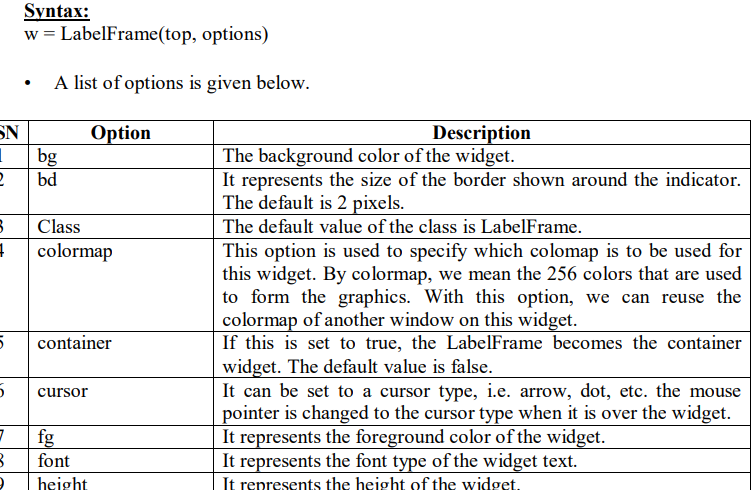 Syntax:
w = LabelFrame(top, options)
• A list of options is given below.
SN Option Description
1 bg The background color of the widget.
2 bd It represents the size of the border shown around the indicator.
The default is 2 pixels.
3 Class The default value of the class is LabelFrame.
4 colormap This option is used to specify which colomap is to be used for
this widget. By colormap, we mean the 256 colors that are used
to form the graphics. With this option, we can reuse the
colormap of another window on this widget.
5 container If this is set to true, the LabelFrame becomes the container
widget. The default value is false.
6 cursor It can be set to a cursor type, i.e. arrow, dot, etc. the mouse
pointer is changed to the cursor type when it is over the widget.
7 fg It represents the foreground color of the widget.
8 font It represents the font type of the widget text.
9 height It represents the height of the widget.